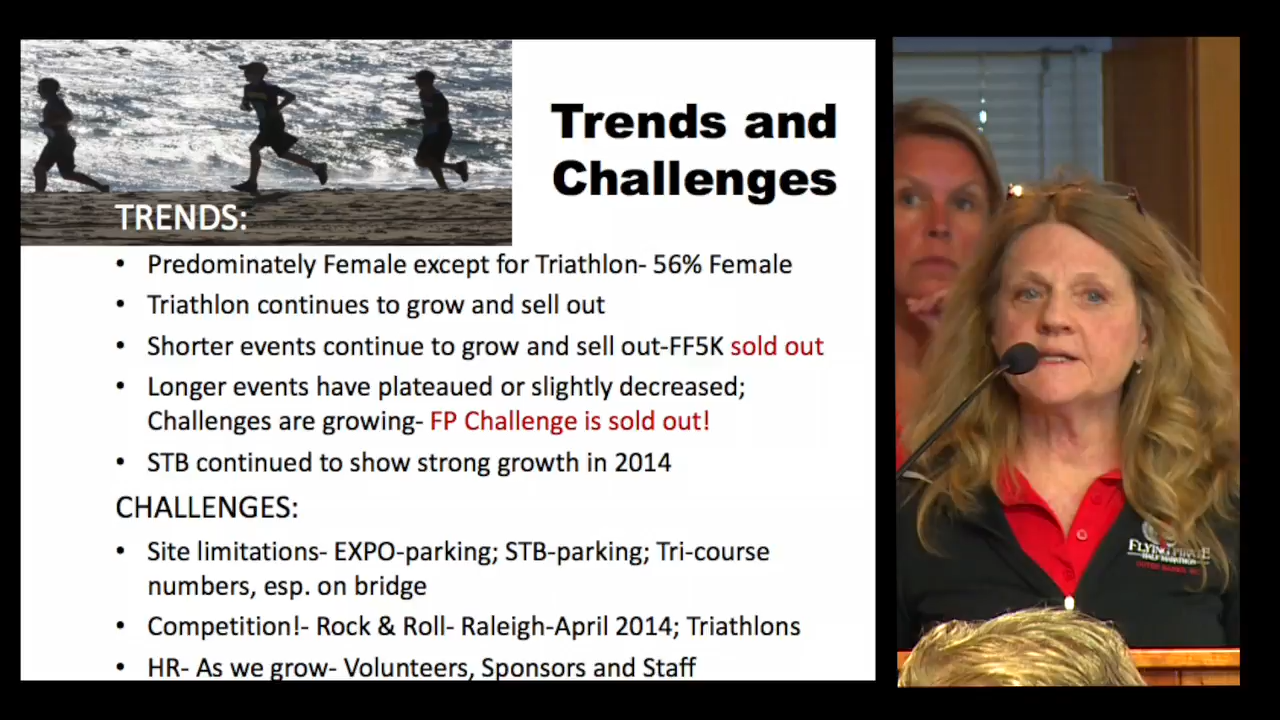 Trends and
Challenges
TRENDS:
• Predominately Female except for Triathlon- 56% Female
• Triathlon continues to grow and sell out
• Shorter events continue to grow and sell out-FF5K sold out
• Longer events have plateaued or slightly decreased;
Challenges are growing- FP Challenge is sold out!
• STB continued to show strong growth in 2014
CHALLENGES:
• Site limitations- EXPO-parking; STB-parking; Tri-course
numbers, esp. on bridge
• Competition!- Rock & Roll- Raleigh-April 2014; Triathlons
• HR- As we grow- Volunteers, Sponsors and Staff
FLYING PIRATE
HALF MARATHON